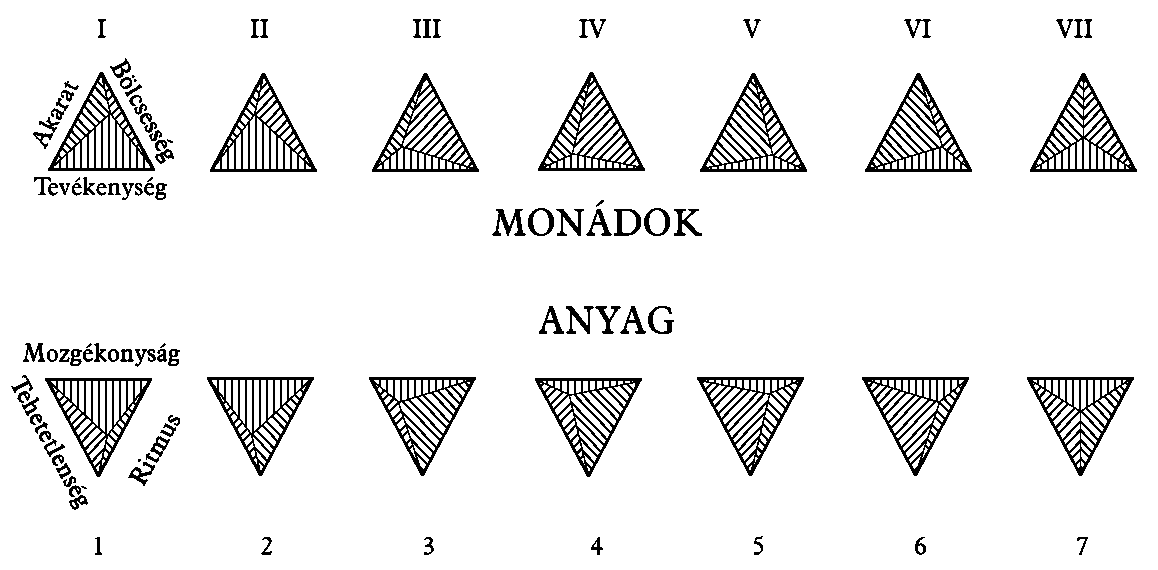 I II III IV V VI VII
Akarat
Bölcsesség
Tevékenység
MONÁDOK
ANYAG
Mozgékonyság
Tehetetlenség
Ritmus
1 2 3 4 5 6 7